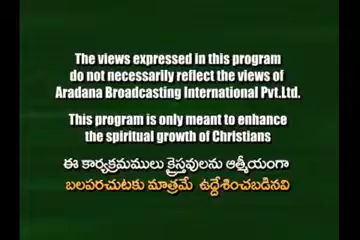 The views expressed in this program
do not necessarily reflect the views of
Aradana Broadcasting International Pvt.Ltd.
This program is only meant to enhance
the spiritual growth of Christians
ఈ కార్యక్రమములు క్రైస్తవులను ఆత్మీయంగా
బలపరచుటకు మాత్రమే ఉద్దేశించబడినవి